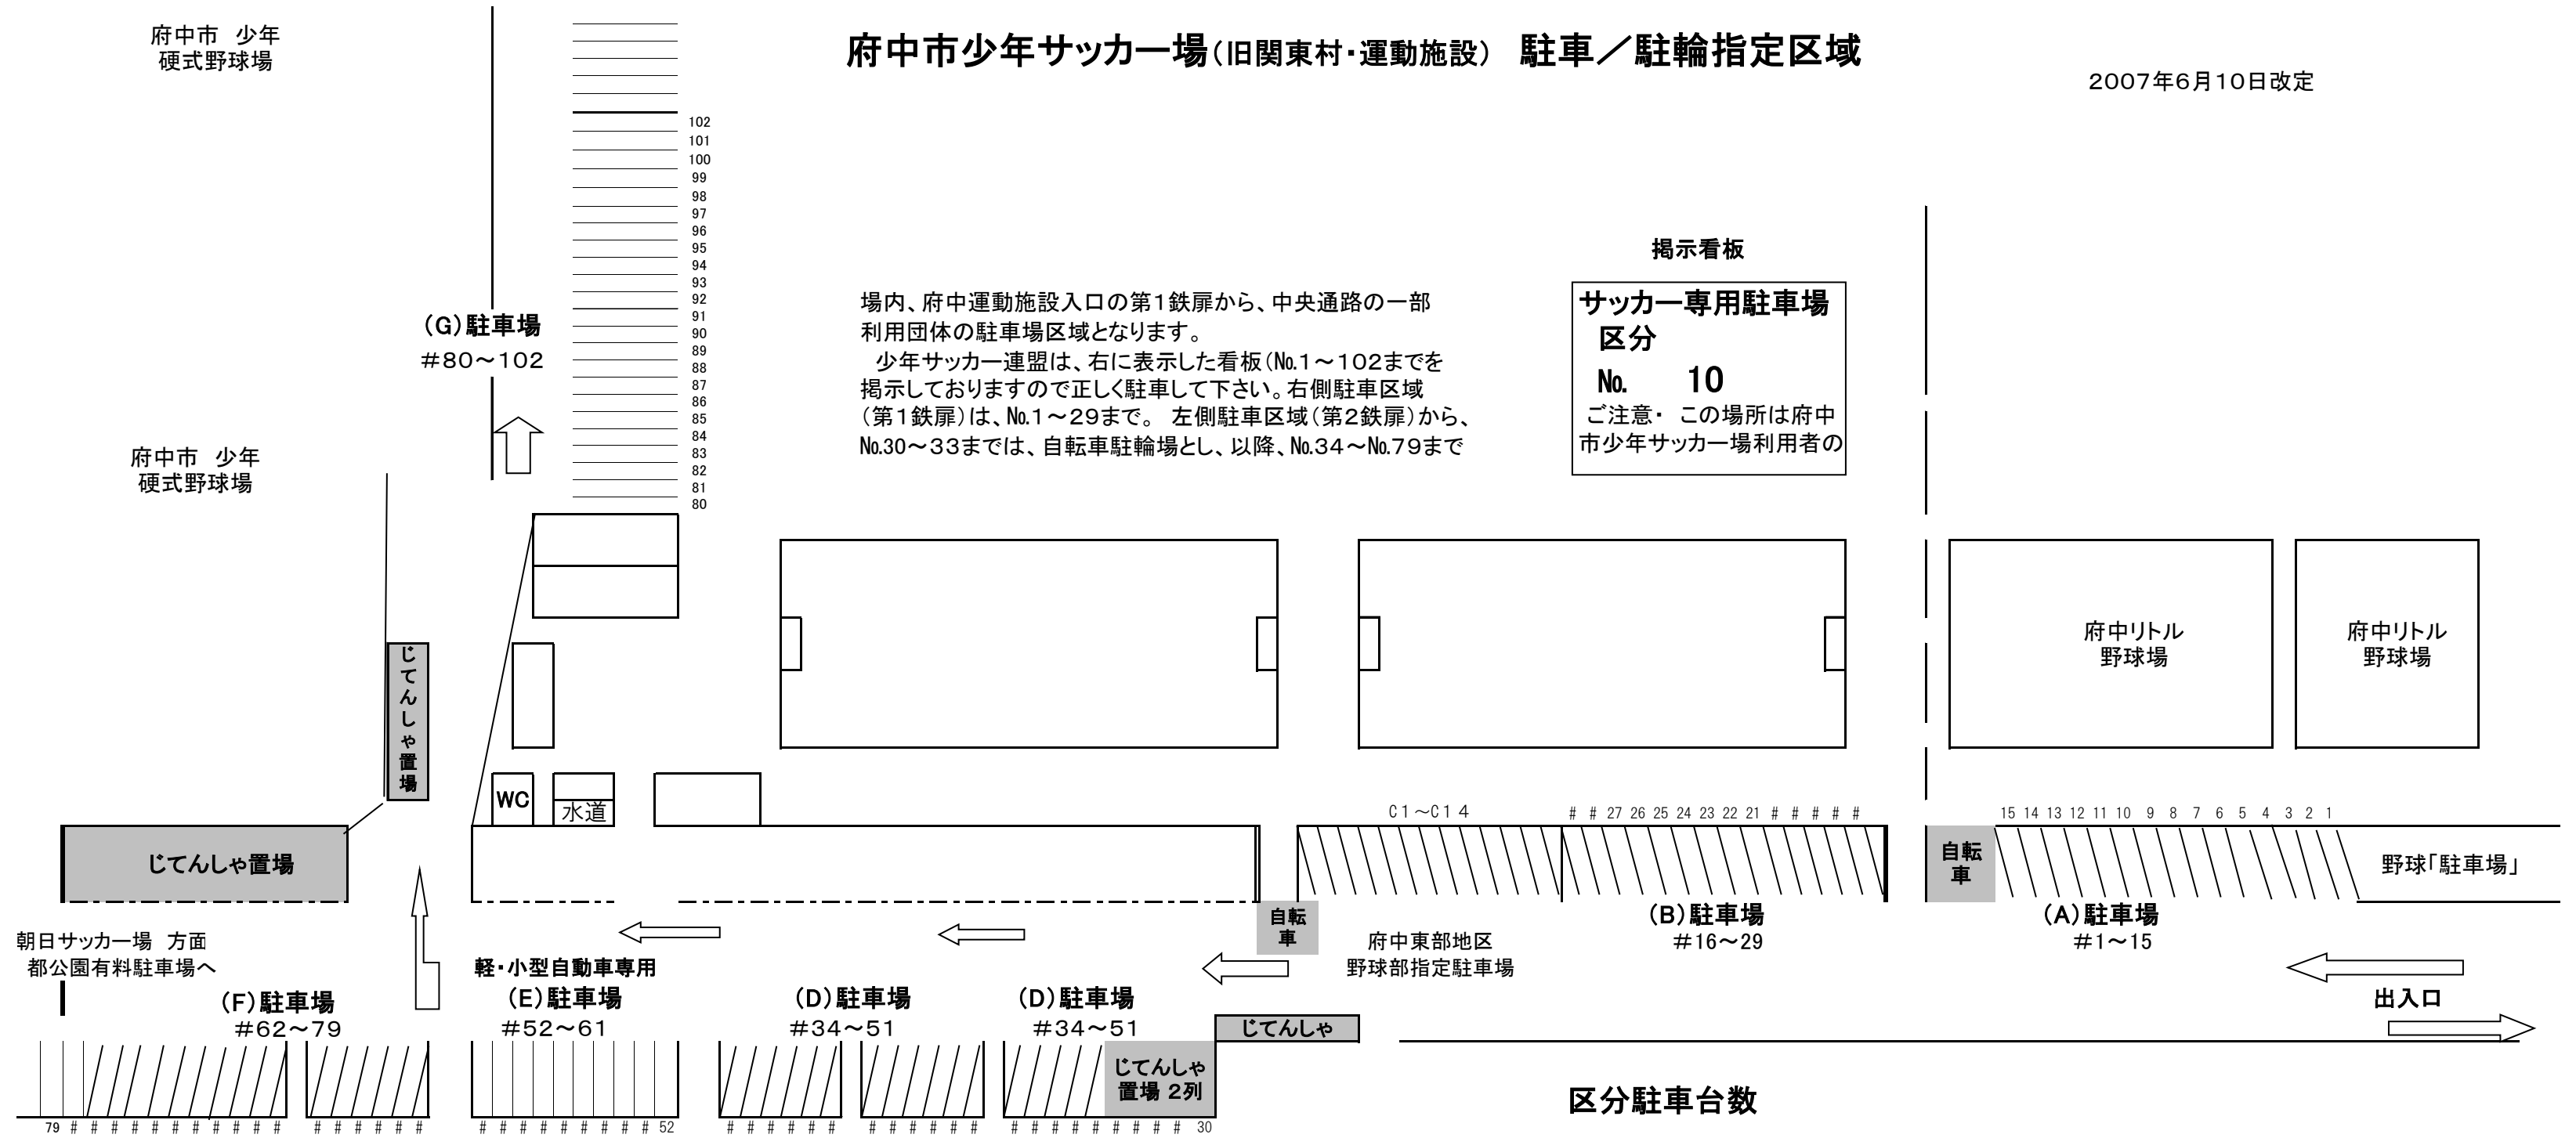 府中市　少年
硬式野球場
府中市少年サッカー場（旧関東村・運動施設）　駐車／駐輪指定区域
２００７年６月１０日改定
102
101
100
99
98
97
96
95
94
93
92
91
90
89
88
87
86
85
84
83
82
81
80
（G）駐車場
＃８０～１０２
掲示看板
場内、府中運動施設入口の第１鉄扉から、中央通路の一部
利用団体の駐車場区域となります。
少年サッカー連盟は、右に表示した看板（№１～１０２までを
掲示しておりますので正しく駐車して下さい。右側駐車区域
（第１鉄扉）は、№１～２９まで。 左側駐車区域（第２鉄扉）から、
№30～３３までは、自転車駐輪場とし、以降、№３４～№７９まで
サッカー専用駐車場
区分
№　10
ご注意・　この場所は府中
市少年サッカー場利用者の
府中市　少年
硬式野球場
府中リトル
野球場
府中リトル
野球場
じてんしゃ置場
WC
水道
C１～C１４
# # 27 26 25 24 23 22 21 # # # # #
15 14 13 12 11 10 9 8 7 6 5 4 3 2 1
じてんしゃ置場
自転
車
野球「駐車場」
自転
車
（B）駐車場
＃16～29
（A）駐車場
＃１～１５
朝日サッカー場　方面
都公園有料駐車場へ
府中東部地区
野球部指定駐車場
軽・小型自動車専用
（F）駐車場
＃６２～７９
（E）駐車場
＃５２～６１
（D）駐車場
＃３４～５１
（D）駐車場
＃３４～５１
出入口
じてんしゃ
じてんしゃ
置場 ２列
区分駐車台数
79 # # # # # # # # # # # # # # # # #
# # # # # # # # # 52
# # # # # # # # # # # # # # # # # # # # # 30